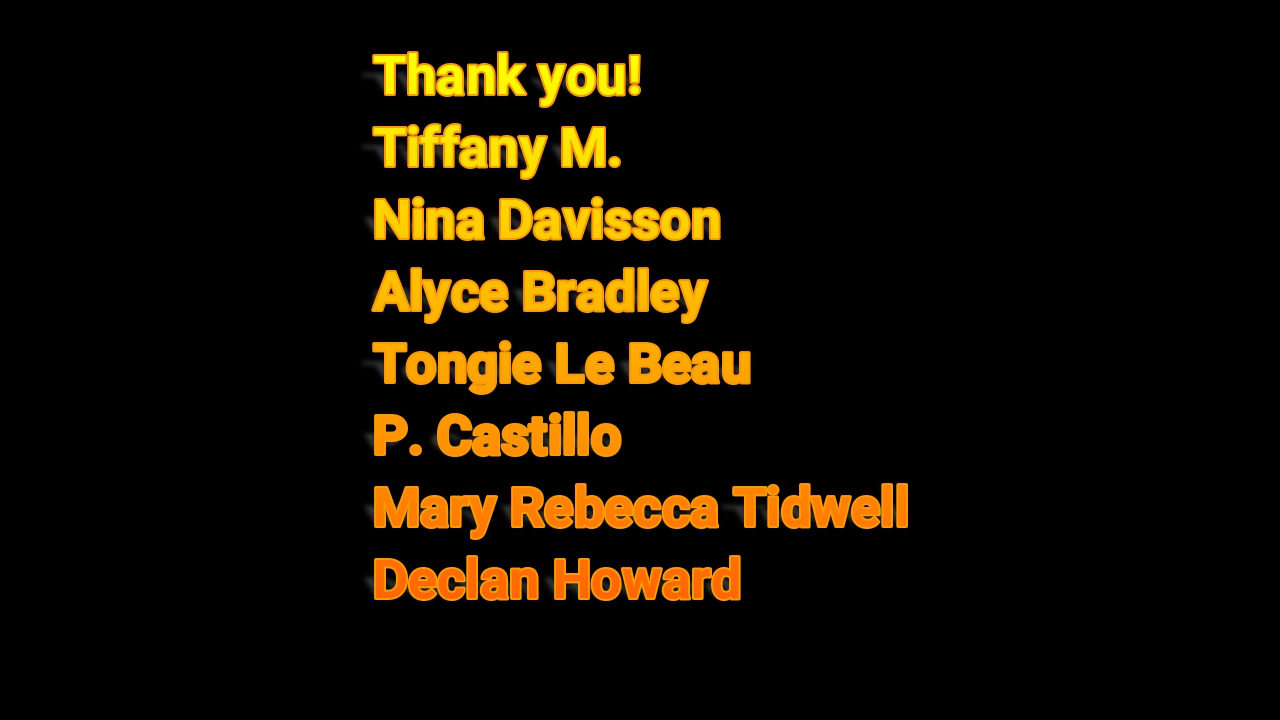 Thank you!
Tiffany M.
Nina Davisson
Alyce Bradley
Tongie Le Beau
P. Castillo
Mary Rebecca Tidwell
Declan Howard